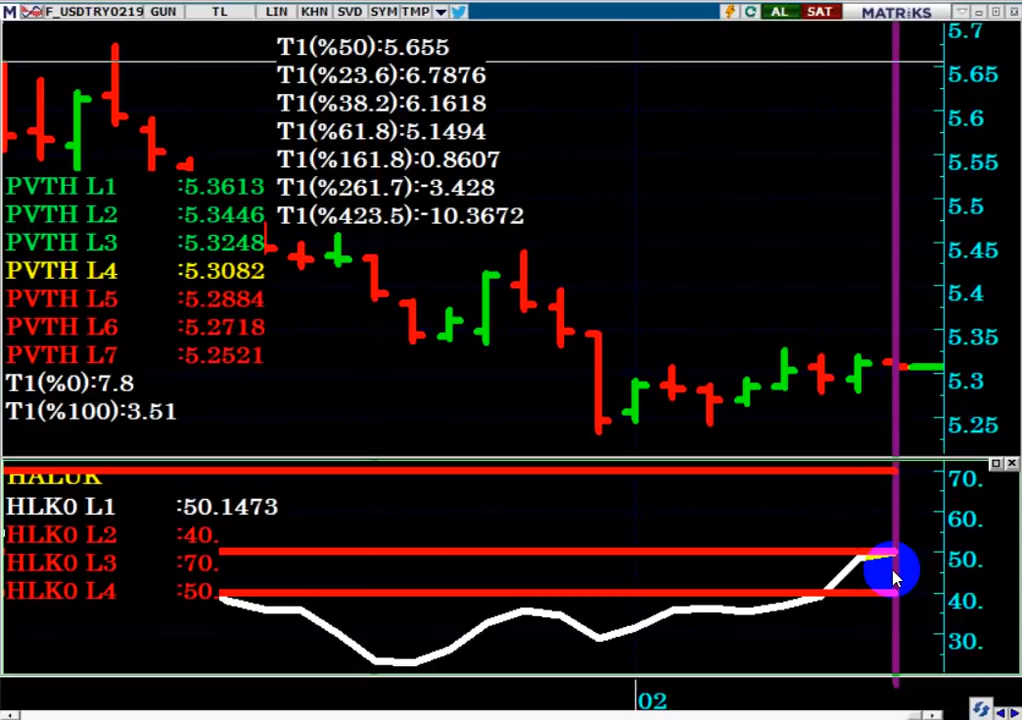 M F_USDTRY0219 GUN TL LIN KHN SVD SYM TMP AL SAT MATRİKS
T1(%50):5.655
T1(%23.6):6.7876
T1(%38.2):6.1618
T1(%61.8):5.1494
T1(%161.8):0.8607
T1(%261.7):-3.428
T1(%423.5):-10.3672
PVTH L1 :5.3613
PVTH L2 :5.3446
PVTH L3 :5.3248
PVTH L4 :5.3082
PVTH L5 :5.2884
PVTH L6 :5.2718
PVTH L7 :5.2521
T1(%0):7.8
T1(%100):3.51
5.7
5.65
5.6
5.55
5.5
5.45
5.4
5.35
5.3
5.25
HALUK
HLK0 L1 :50.1473
HLK0 L2 :40.
HLK0 L3 :70.
HLK0 L4 :50.
70.
60.
50.
40.
30.
02